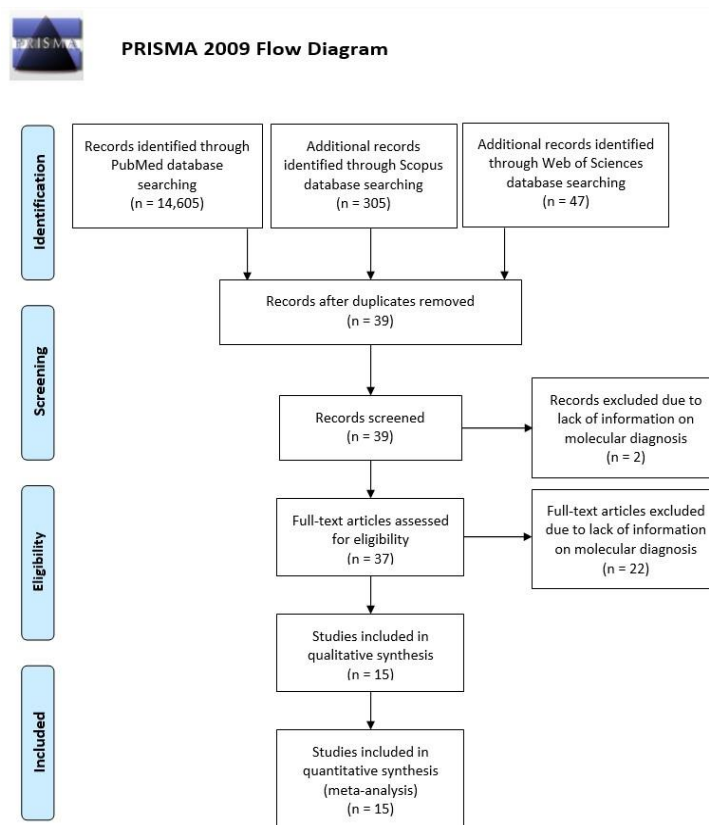 PRISMA
PRISMA 2009 Flow Diagram
Identification
Records identified through
PubMed database
searching
(n = 14,605)
Additional records
identified through Scopus
database searching
(n = 305)
Additional records identified
through Web of Sciences
database searching
(n = 47)
Records after duplicates removed
(n = 39)
Screening
Records screened
(n = 39)
Records excluded due to
lack of information on
molecular diagnosis
(n = 2)
Eligibility
Full-text articles assessed
for eligibility
(n = 37)
Full-text articles excluded
due to lack of information
on molecular diagnosis
(n = 22)
Studies included in
qualitative synthesis
(n = 15)
Included
Studies included in
quantitative synthesis
(meta-analysis)
(n = 15)